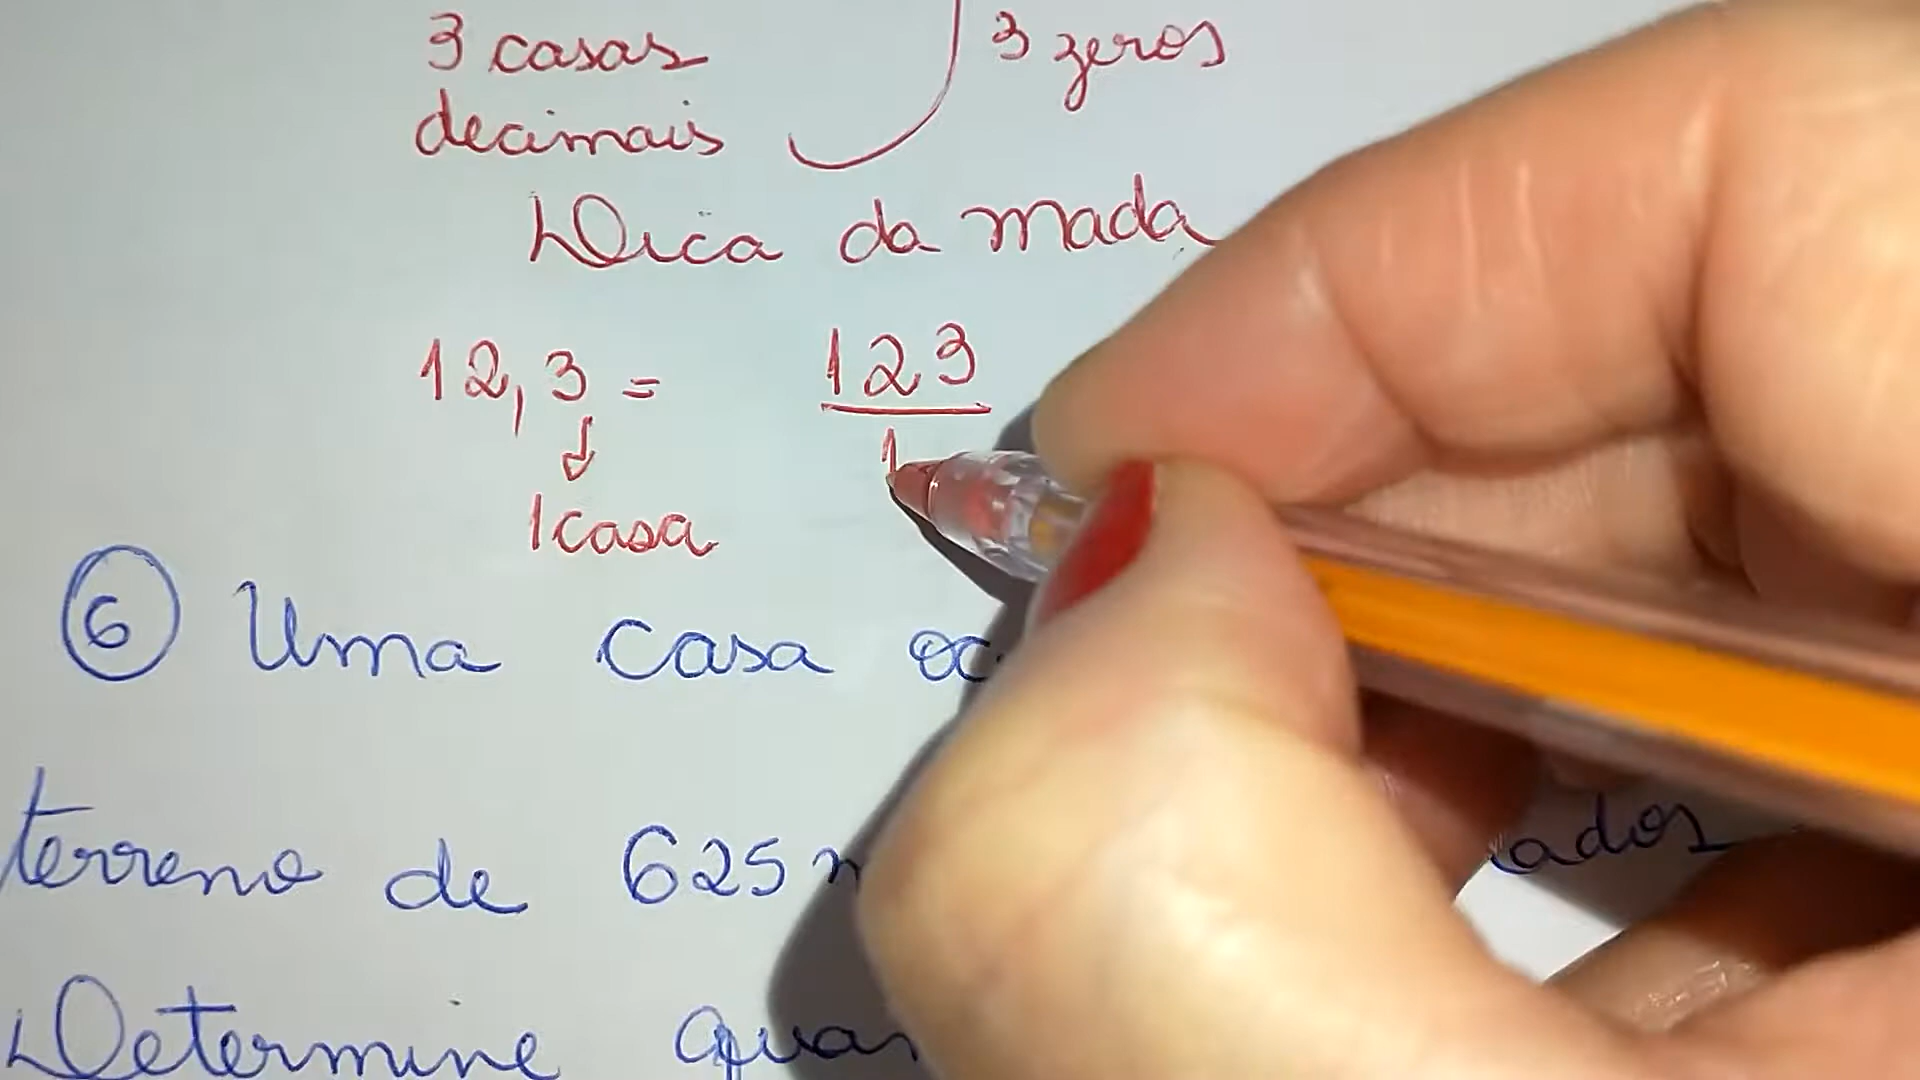 3 casas 3 zeros
decimais
Dica da mada
12,3 = 123
1
1 casa
6 Uma casa
terreno de 625
Determine